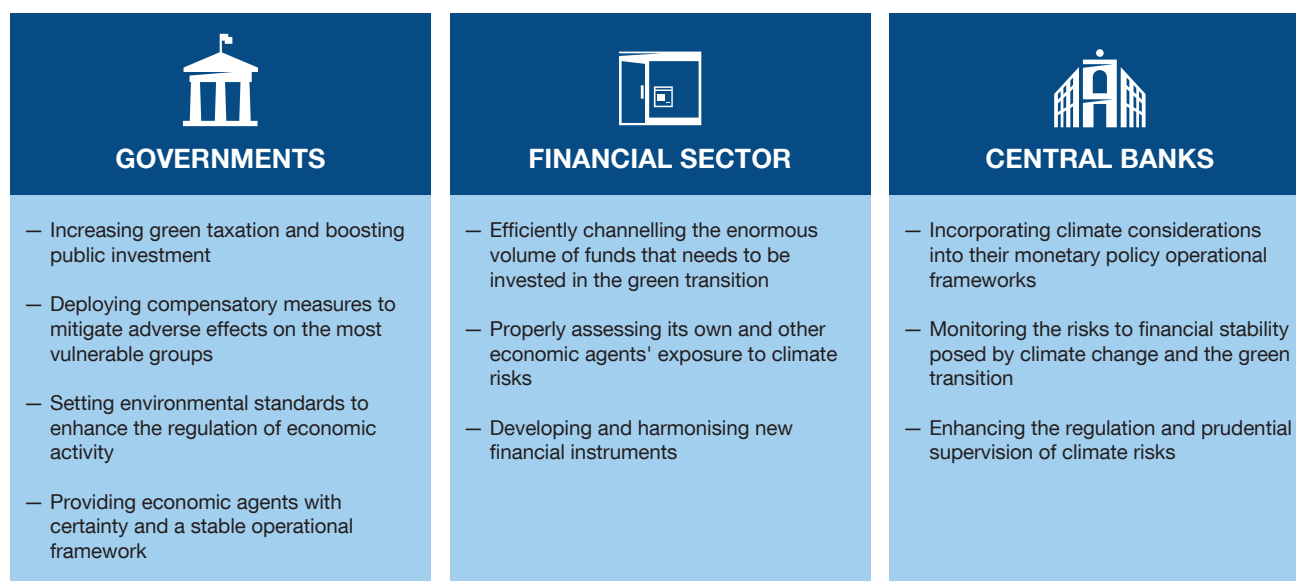 GOVERNMENTS
— Increasing green taxation and boosting
public investment
— Deploying compensatory measures to
mitigate adverse effects on the most
vulnerable groups
— Setting environmental standards to
enhance the regulation of economic
activity
— Providing economic agents with
certainty and a stable operational
framework
FINANCIAL SECTOR
— Efficiently channelling the enormous
volume of funds that needs to be
invested in the green transition
— Properly assessing its own and other
economic agents' exposure to climate
risks
— Developing and harmonising new
financial instruments
CENTRAL BANKS
— Incorporating climate considerations
into their monetary policy operational
frameworks
— Monitoring the risks to financial stability
posed by climate change and the green
transition
— Enhancing the regulation and prudential
supervision of climate risks